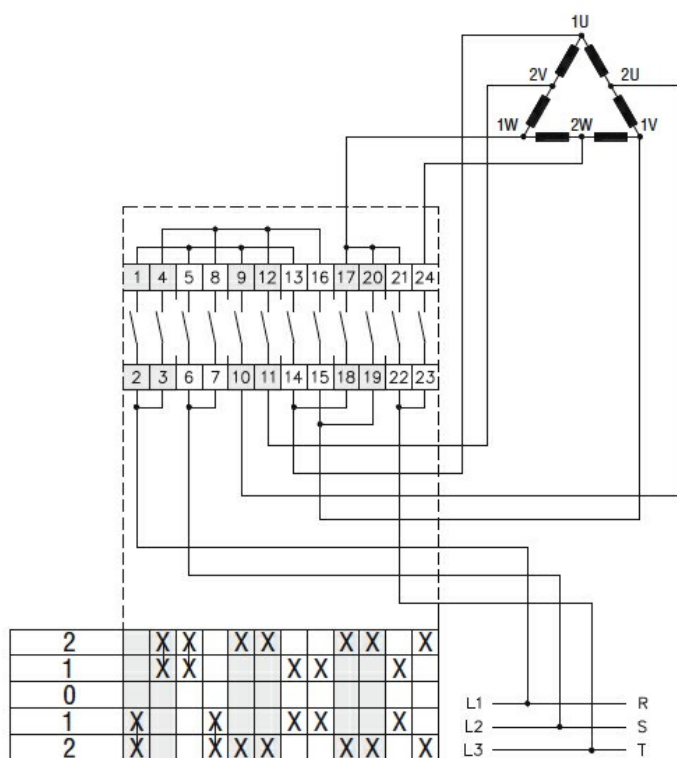 1U
2V 2U
1W 2W 1V
1 4 5 8 9 12 13 16 17 20 21 24
2 3 6 7 10 11 14 15 18 19 22 23
2 X X X X X X X
1 X X X X X
0
1 X X X X X
2 X X X X X X X
L1 R
L2 S
L3 T